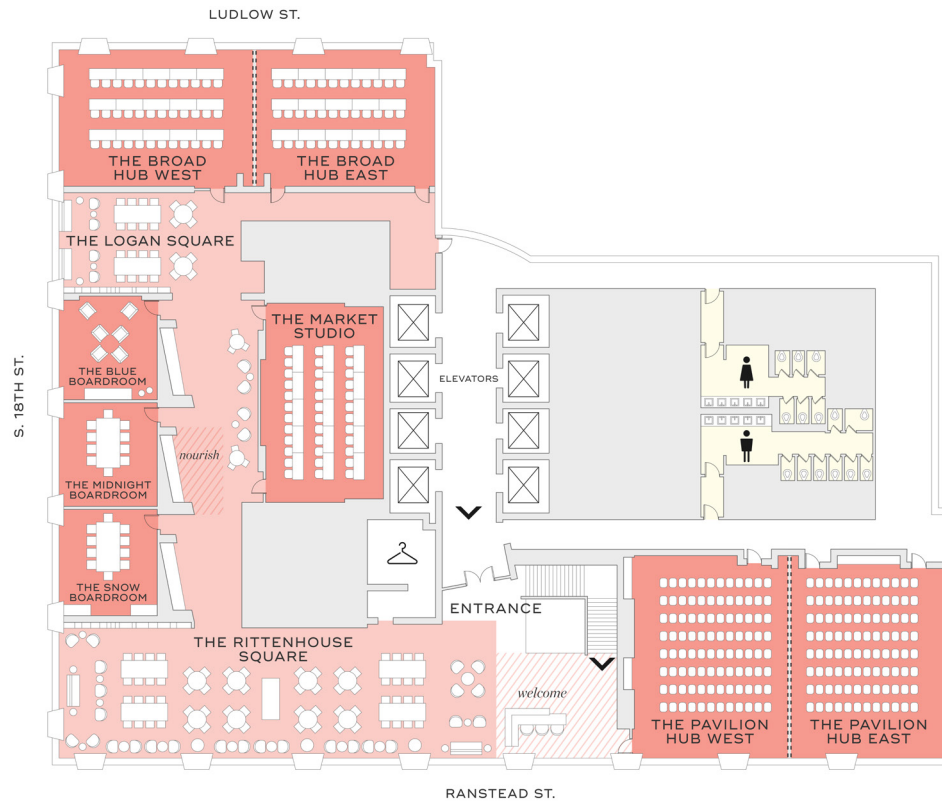 LUDLOW ST.
THE BROAD
HUB WEST
THE BROAD
HUB EAST
THE LOGAN SQUARE
THE MARKET
STUDIO
S. 18TH ST.
THE BLUE
BOARDROOM
ELEVATORS
nourish
THE MIDNIGHT
BOARDROOM
THE SNOW
BOARDROOM
ENTRANCE
THE RITTENHOUSE
SQUARE
welcome
THE PAVILION
HUB WEST
THE PAVILION
HUB EAST
RANSTEAD ST.